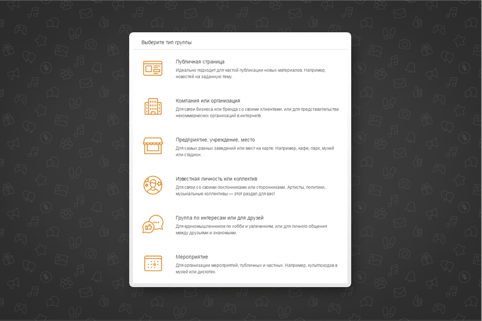 Выберите тип группы
Публичная страница
Идеально подходит для частой публикации новых материалов. Например,
новостей на заданную тему.
Компания или организация
Для связи бизнеса или бренда со своими клиентами, или для представительства
некоммерческих организаций в интернете.
Предприятие, учреждение, место
Для самых разных заведений или мест на карте. Например, кафе, парк, музей
или стадион.
Известная личность или коллектив
Для связи со своими поклонниками или сторонниками. Артисты, политики,
музыкальные коллективы — этот раздел для вас!
Группа по интересам или для друзей
Для единомышленников по хобби и увлечениям, или для личного общения
между друзьями и знакомыми.
Мероприятие
Для организации мероприятий, публичных и частных. Например, культпоходов в
музей или дискотек.